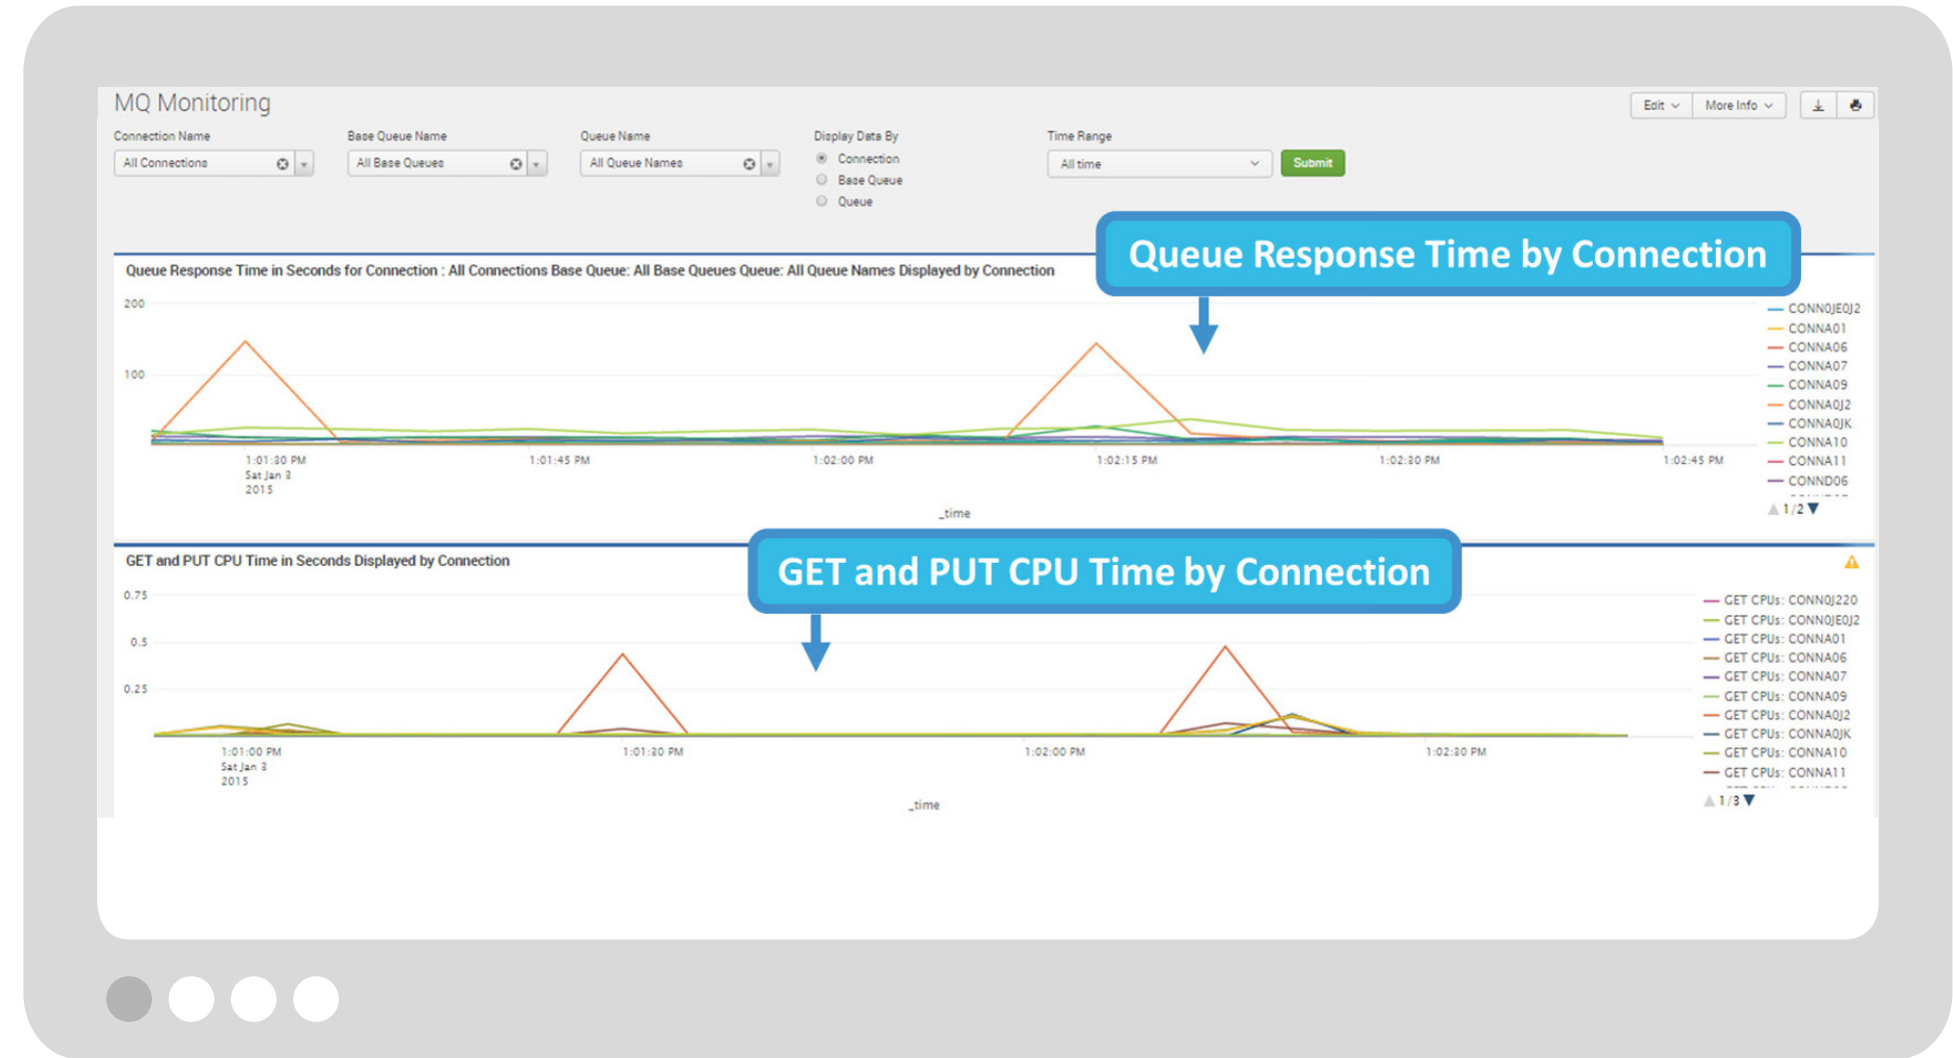 MQ Monitoring
Edit
More Info
Connection Name
Base Queue Name
Queue Name
Display Data By
Time Range
All Connections
All Base Queues
All Queue Names
Connection
Base Queue
Queue
All time
Submit
Queue Response Time by Connection
Queue Response Time in Seconds for Connection : All Connections Base Queue: All Base Queues Queue: All Queue Names Displayed by Connection
200
100
1:01:30 PM
Sat Jan 3
2015
1:01:45 PM
1:02:00 PM
1:02:15 PM
1:02:30 PM
1:02:45 PM
_time
CONN0JE0J2
CONNA01
CONNA06
CONNA07
CONNA09
CONNA0J2
CONNA0JK
CONNA10
CONNA11
CONND06
1/2
GET and PUT CPU Time by Connection
GET and PUT CPU Time in Seconds Displayed by Connection
0.75
0.5
0.25
1:01:00 PM
Sat Jan 3
2015
1:01:30 PM
1:02:00 PM
1:02:30 PM
_time
GET CPUs: CONN0J220
GET CPUs: CONN0JE0J2
GET CPUs: CONNA01
GET CPUs: CONNA06
GET CPUs: CONNA07
GET CPUs: CONNA09
GET CPUs: CONNA0J2
GET CPUs: CONNA0JK
GET CPUs: CONNA10
GET CPUs: CONNA11
1/3